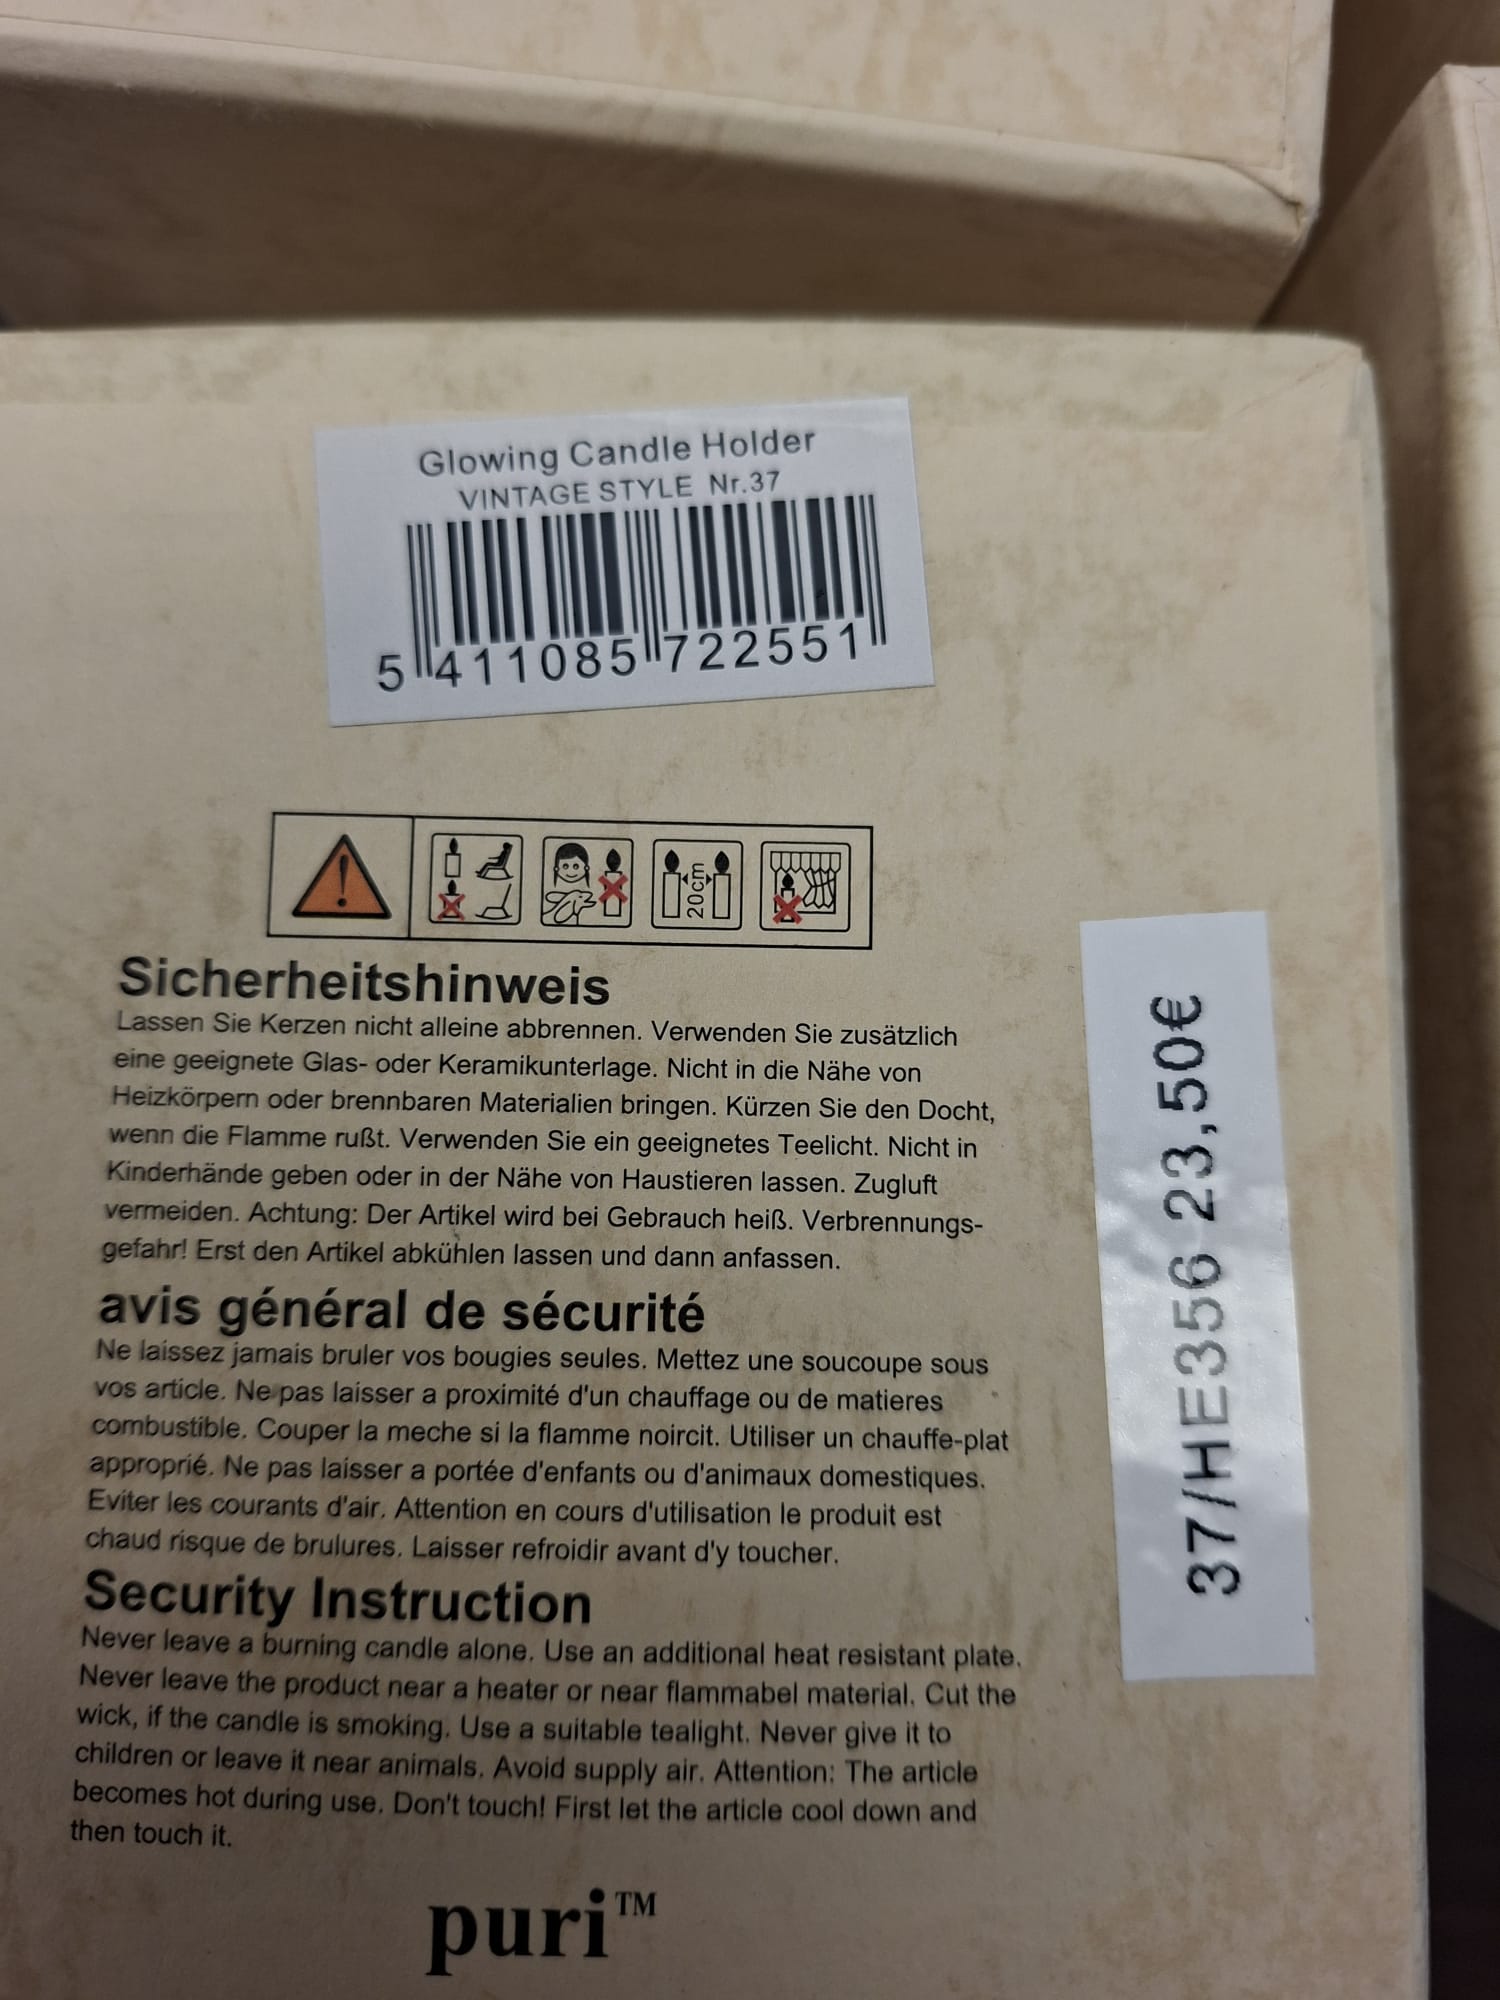 Glowing Candle Holder
VINTAGE STYLE Nr.37
5 411085 722551
20cm
Sicherheitshinweis
Lassen Sie Kerzen nicht alleine abbrennen. Verwenden Sie zusätzlich
eine geeignete Glas- oder Keramikunterlage. Nicht in die Nähe von
Heizkörpern oder brennbaren Materialien bringen. Kürzen Sie den Docht,
wenn die Flamme rußt. Verwenden Sie ein geeignetes Teelicht. Nicht in
Kinderhände geben oder in der Nähe von Haustieren lassen. Zugluft
vermeiden. Achtung: Der Artikel wird bei Gebrauch heiß. Verbrennungs-
gefahr! Erst den Artikel abkühlen lassen und dann anfassen.
avis général de sécurité
Ne laissez jamais bruler vos bougies seules. Mettez une soucoupe sous
vos article. Ne pas laisser a proximité d'un chauffage ou de matieres
combustible. Couper la meche si la flamme noircit. Utiliser un chauffe-plat
approprié. Ne pas laisser a portée d'enfants ou d'animaux domestiques.
Eviter les courants d'air. Attention en cours d'utilisation le produit est
chaud risque de brulures. Laisser refroidir avant d'y toucher.
Security Instruction
Never leave a burning candle alone. Use an additional heat resistant plate.
Never leave the product near a heater or near flammabel material. Cut the
wick, if the candle is smoking. Use a suitable tealight. Never give it to
children or leave it near animals. Avoid supply air. Attention: The article
becomes hot during use. Don't touch! First let the article cool down and
then touch it.
puri™
37/HE356 23,50€